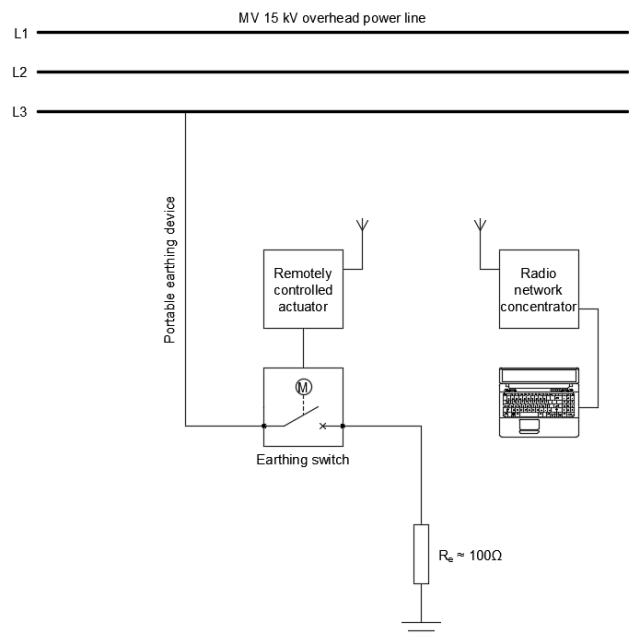 MV 15 kV overhead power line
L1
L2
L3
Portable earthing device
Remotely
controlled
actuator
Radio
network
concentrator
M
Earthing switch
Rₑ ≈ 100Ω